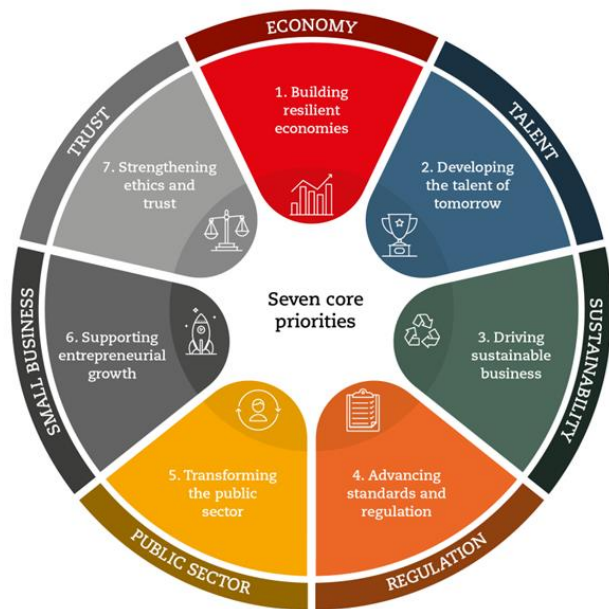 ECONOMY
1. Building
resilient
economies
TALENT
2. Developing
the talent of
tomorrow
SUSTAINABILITY
3. Driving
sustainable
business
REGULATION
4. Advancing
standards and
regulation
PUBLIC SECTOR
5. Transforming
the public
sector
SMALL BUSINESS
6. Supporting
entrepreneurial
growth
TRUST
7. Strengthening
ethics and
trust
Seven core
priorities